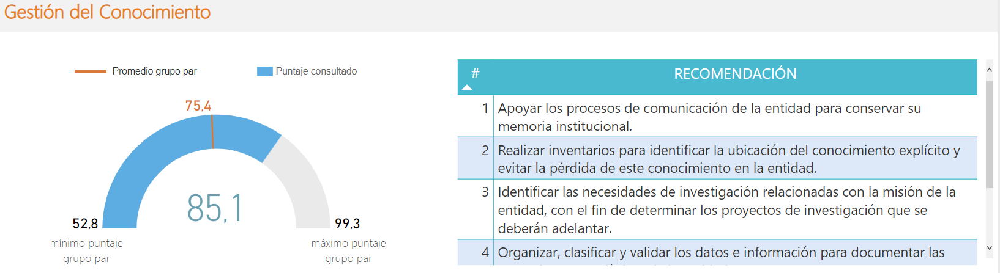 Gestión del Conocimiento
Promedio grupo par
Puntaje consultado
75,4
85,1
52,8
mínimo puntaje
grupo par
99,3
máximo puntaje
grupo par
# RECOMENDACIÓN
1 Apoyar los procesos de comunicación de la entidad para conservar su
memoria institucional.
2 Realizar inventarios para identificar la ubicación del conocimiento explícito y
evitar la pérdida de este conocimiento en la entidad.
3 Identificar las necesidades de investigación relacionadas con la misión de la
entidad, con el fin de determinar los proyectos de investigación que se
deberán adelantar.
4 Organizar, clasificar y validar los datos e información para documentar las